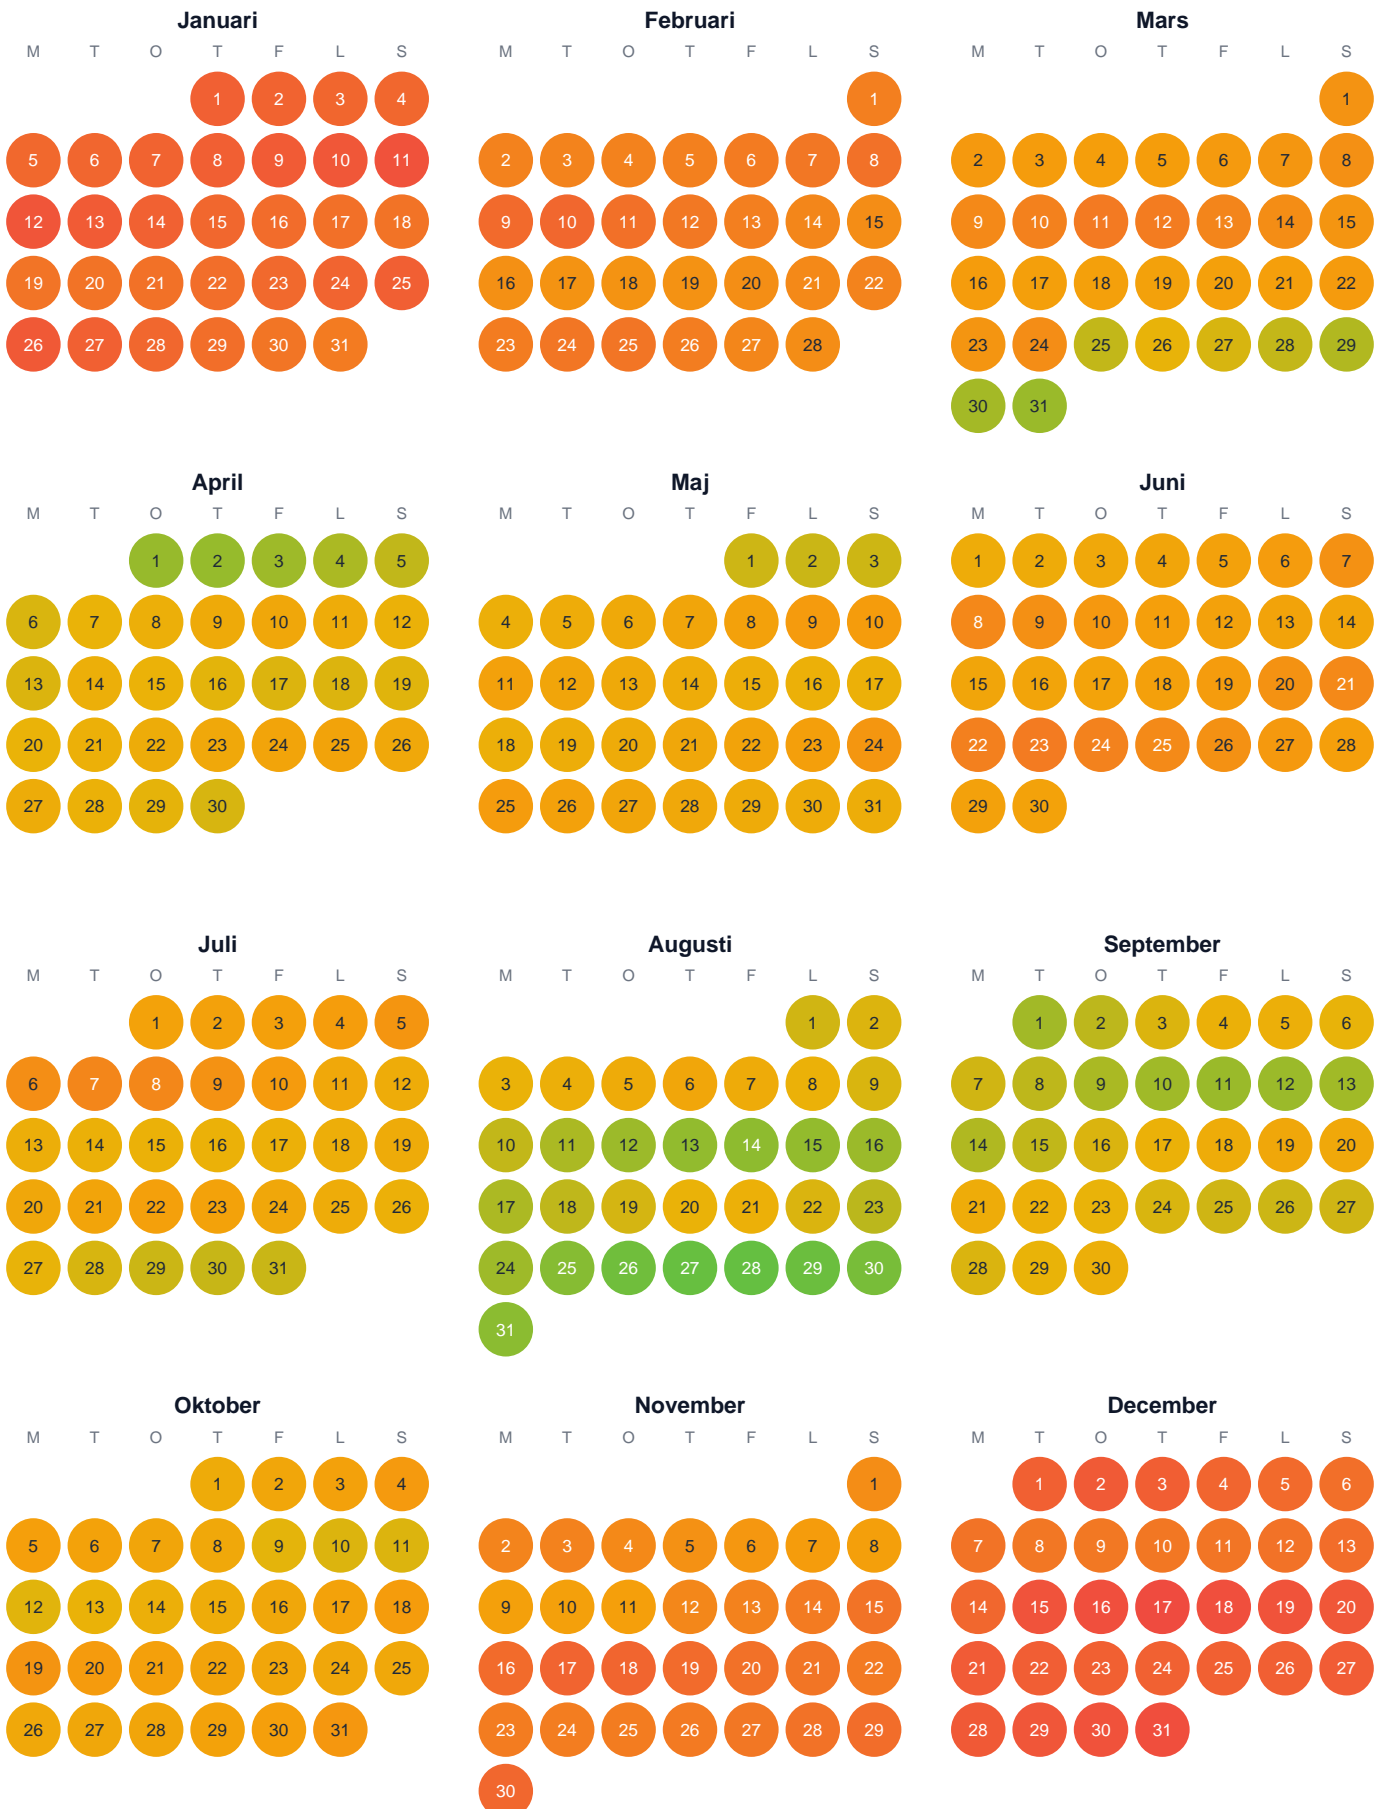 Januari Februari Mars
M T O T F L S M T O T F L S M T O T F L S
1 2 3 4 1 1
5 6 7 8 9 10 11 2 3 4 5 6 7 8 2 3 4 5 6 7 8
12 13 14 15 16 17 18 9 10 11 12 13 14 15 9 10 11 12 13 14 15
19 20 21 22 23 24 25 16 17 18 19 20 21 22 16 17 18 19 20 21 22
26 27 28 29 30 31 23 24 25 26 27 28 23 24 25 26 27 28 29
30 31
April Maj Juni
M T O T F L S M T O T F L S M T O T F L S
1 2 3 4 5 1 2 3 1 2 3 4 5 6 7
6 7 8 9 10 11 12 4 5 6 7 8 9 10 8 9 10 11 12 13 14
13 14 15 16 17 18 19 11 12 13 14 15 16 17 15 16 17 18 19 20 21
20 21 22 23 24 25 26 18 19 20 21 22 23 24 22 23 24 25 26 27 28
27 28 29 30 25 26 27 28 29 30 31 29 30
Juli Augusti September
M T O T F L S M T O T F L S M T O T F L S
1 2 3 4 5 1 2 1 2 3 4 5 6
6 7 8 9 10 11 12 3 4 5 6 7 8 9 7 8 9 10 11 12 13
13 14 15 16 17 18 19 10 11 12 13 14 15 16 14 15 16 17 18 19 20
20 21 22 23 24 25 26 17 18 19 20 21 22 23 21 22 23 24 25 26 27
27 28 29 30 31 24 25 26 27 28 29 30 28 29 30
31
Oktober November December
M T O T F L S M T O T F L S M T O T F L S
1 2 3 4 1 1 2 3 4 5 6
5 6 7 8 9 10 11 2 3 4 5 6 7 8 7 8 9 10 11 12 13
12 13 14 15 16 17 18 9 10 11 12 13 14 15 14 15 16 17 18 19 20
19 20 21 22 23 24 25 16 17 18 19 20 21 22 21 22 23 24 25 26 27
26 27 28 29 30 31 23 24 25 26 27 28 29 28 29 30 31
30